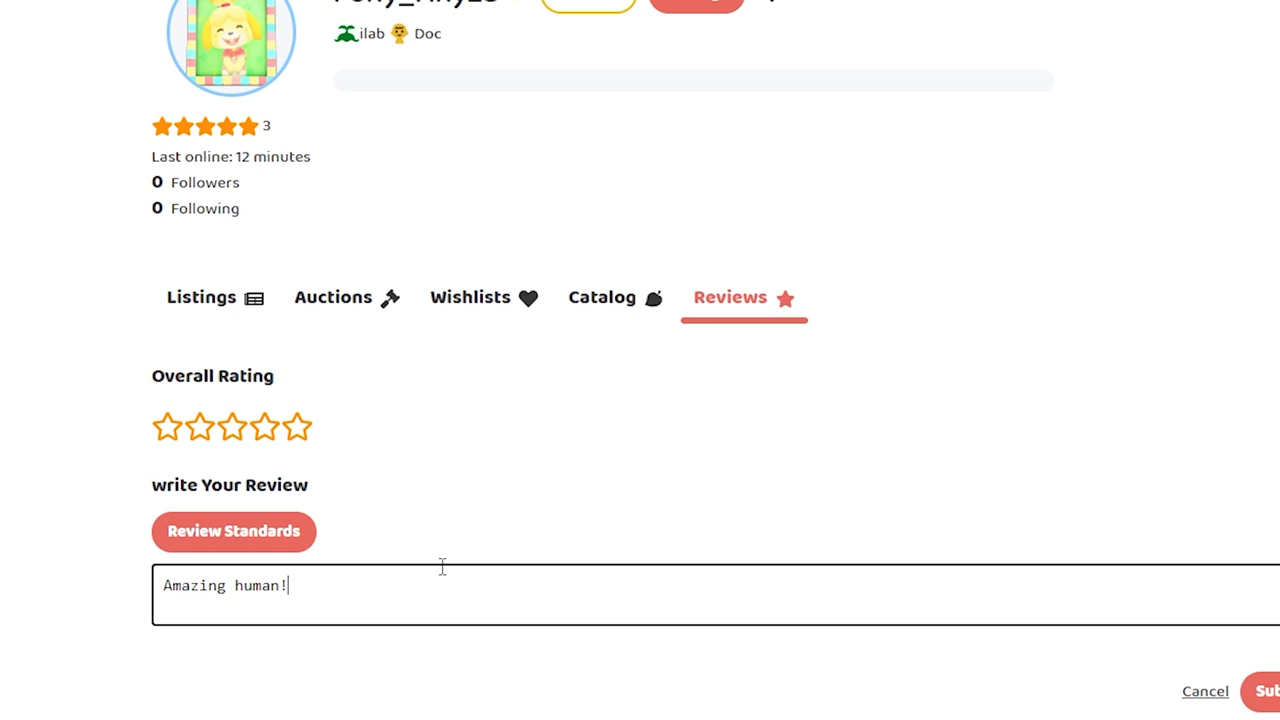 ilab Doc
3
Last online: 12 minutes
0 Followers
0 Following
Listings Auctions Wishlists Catalog Reviews
Overall Rating
write Your Review
Review Standards
Amazing human!
Cancel